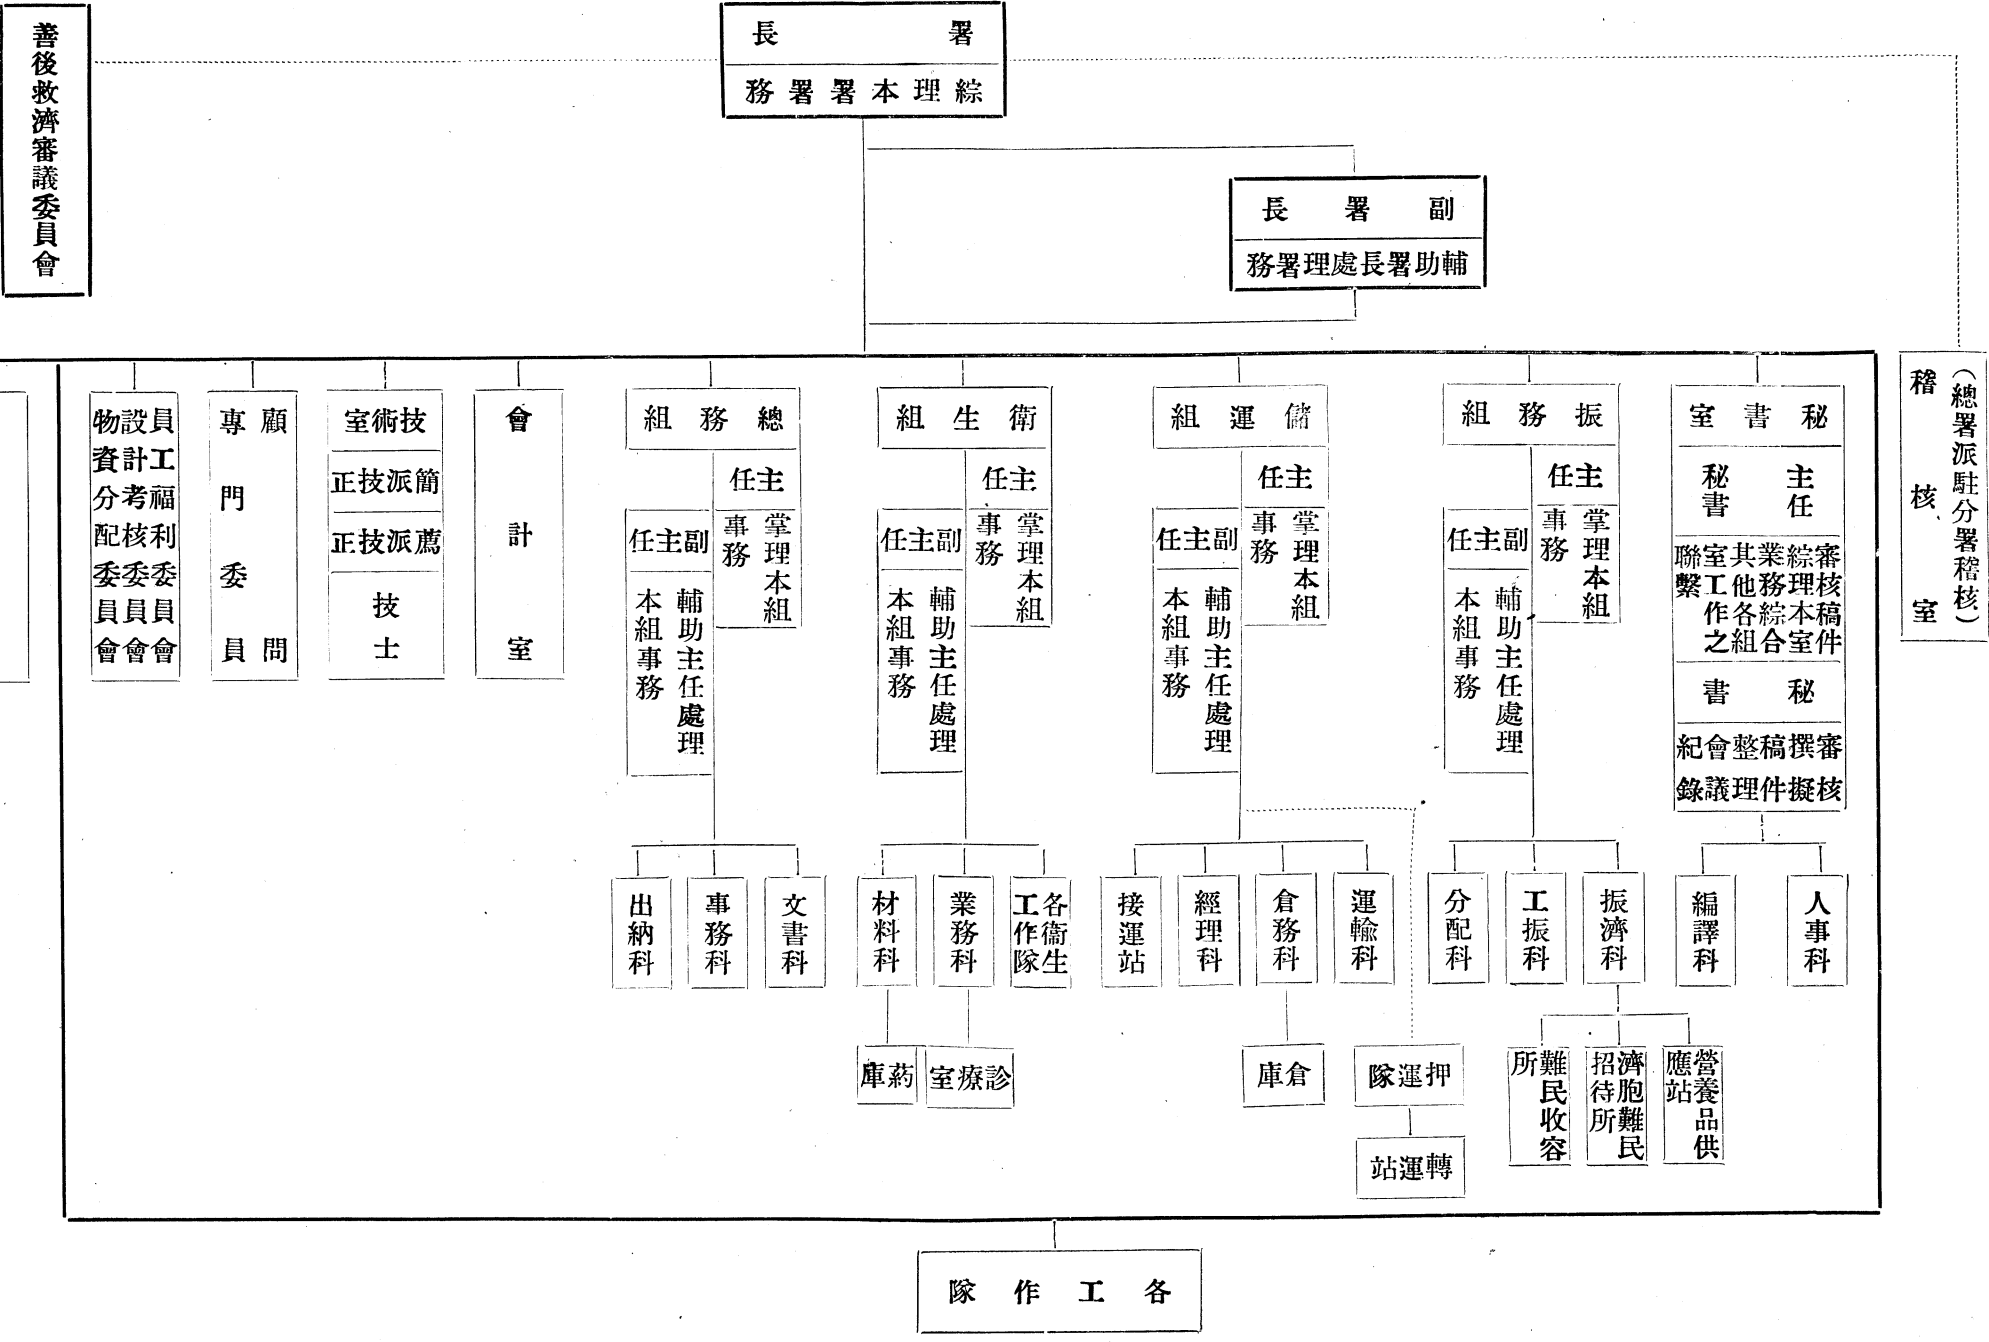 署長
綜理本署署務
副署長
輔助署長處理署務
善後救濟審議委員會
稽核室
（總署派駐分署稽核）
秘書室
主任
秘書
審核稿件
綜理本室
業務綜合
其他各組
室工作之
聯繫
秘書
審核
撰擬
稿件
整理
會議
紀錄
人事科
編譯科
振務組
主任
掌理本組
事務
副主任
輔助主任處理
本組事務
振濟科
工振科
分配科
營養品供
應站
濟胞難民
招待所
難民收容
所
儲運組
主任
掌理本組
事務
副主任
輔助主任處理
本組事務
運輸科
倉務科
經理科
接運站
倉庫
押運隊
轉運站
衛生組
主任
掌理本組
事務
副主任
輔助主任處理
本組事務
各衛生
工作隊
業務科
材料科
診療室
葯庫
總務組
主任
掌理本組
事務
副主任
輔助主任處理
本組事務
文書科
事務科
出納科
會計室
技術室
簡派技正
薦派技正
技士
顧問
專門委員
員工福利委員會
設計考核委員會
物資分配委員會
各工作隊